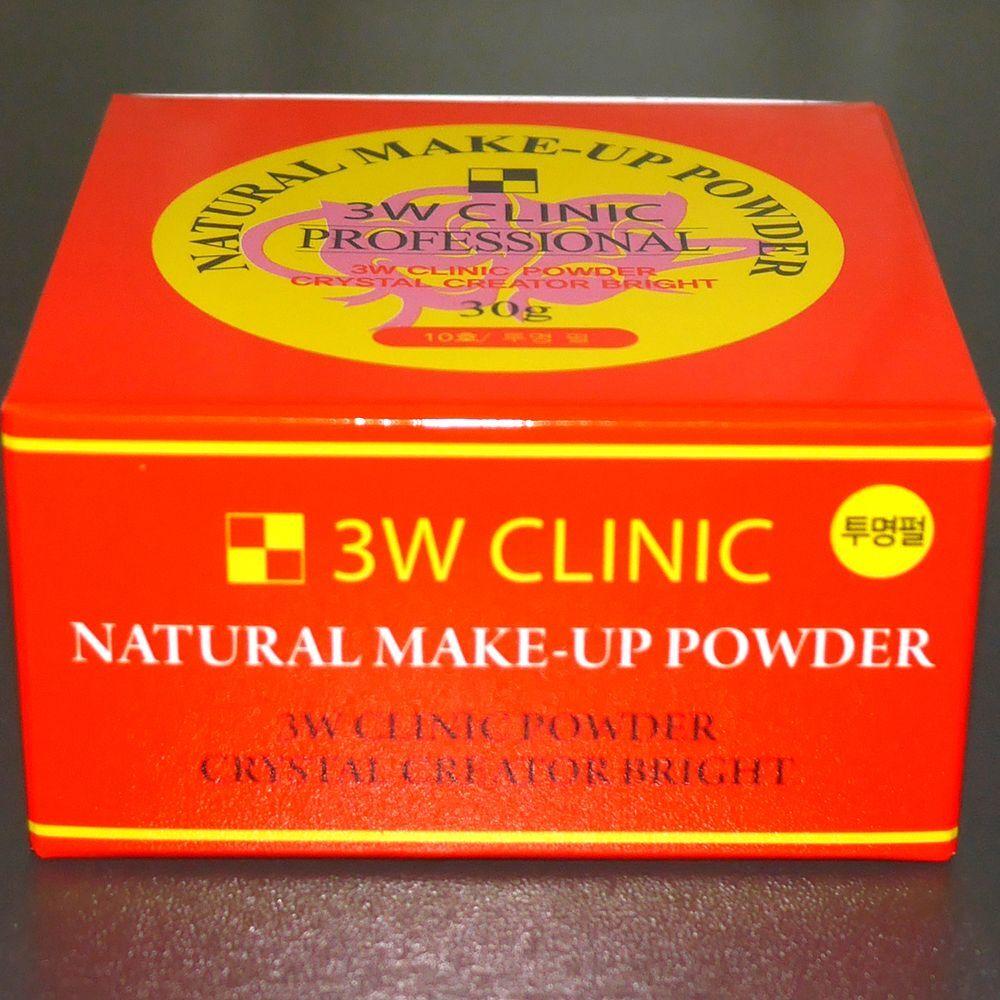 NATURAL MAKE-UP POWDER
3W CLINIC
PROFESSIONAL
3W CLINIC POWDER
CRYSTAL CREATOR BRIGHT
30g
10호/ 투명 펄
3W CLINIC
투명펄
NATURAL MAKE-UP POWDER
3W CLINIC POWDER
CRYSTAL CREATOR BRIGHT